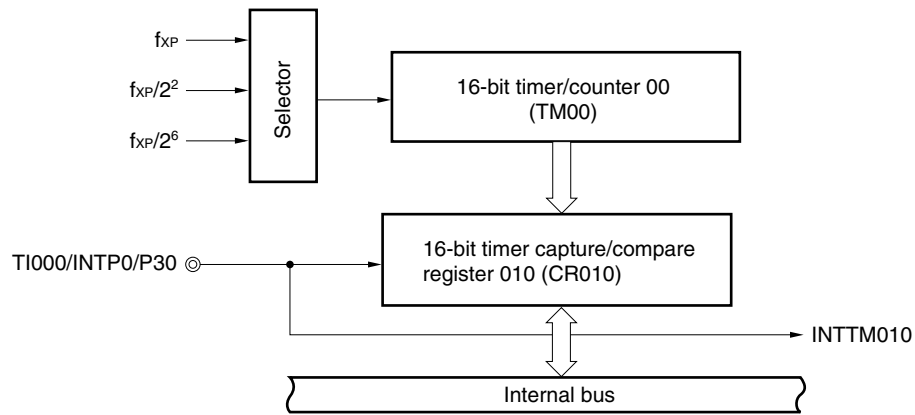 fXP
fXP/2²
fXP/2⁶
Selector
16-bit timer/counter 00
(TM00)
TI000/INTP0/P30
16-bit timer capture/compare
register 010 (CR010)
INTTM010
Internal bus